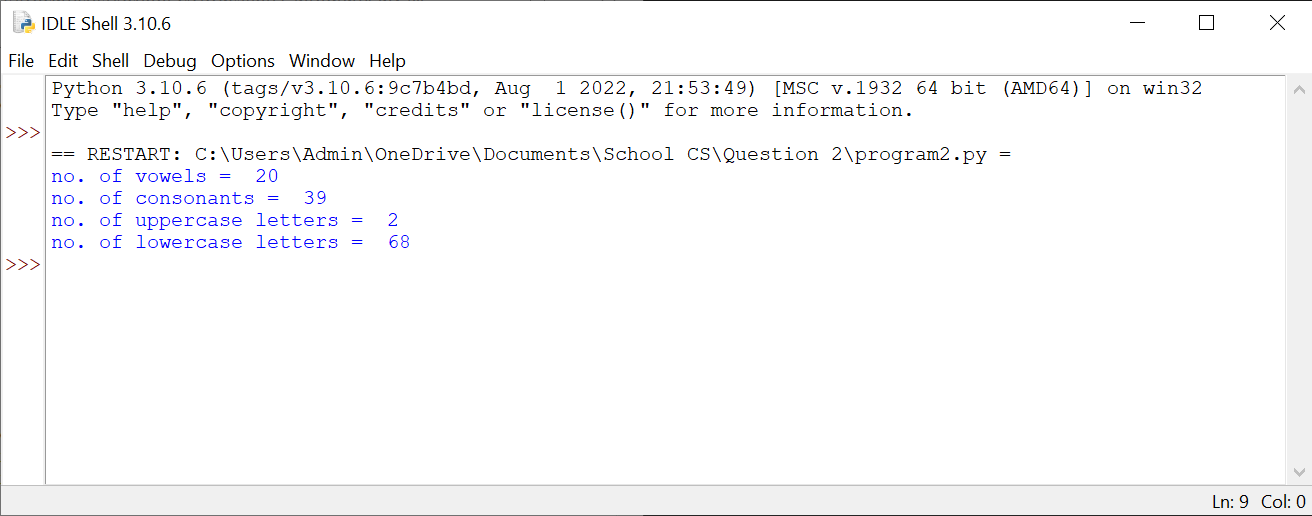 IDLE Shell 3.10.6
File Edit Shell Debug Options Window Help
Python 3.10.6 (tags/v3.10.6:9c7b4bd, Aug  1 2022, 21:53:49) [MSC v.1932 64 bit (AMD64)] on win32
Type "help", "copyright", "credits" or "license()" for more information.
>>>
== RESTART: C:\Users\Admin\OneDrive\Documents\School CS\Question 2\program2.py =
no. of vowels =  20
no. of consonants =  39
no. of uppercase letters =  2
no. of lowercase letters =  68
>>>
Ln: 9 Col: 0